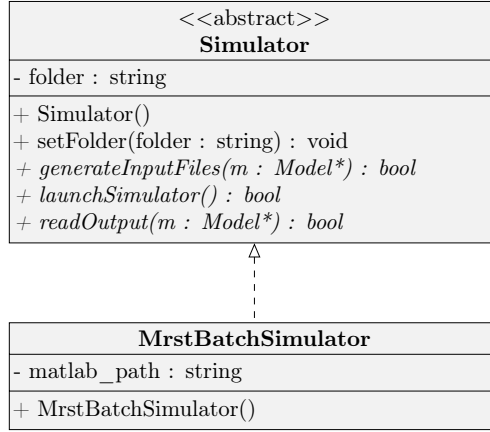 <<abstract>>
Simulator
- folder : string
+ Simulator()
+ setFolder(folder : string) : void
+ generateInputFiles(m : Model*) : bool
+ launchSimulator() : bool
+ readOutput(m : Model*) : bool
MrstBatchSimulator
- matlab_path : string
+ MrstBatchSimulator()